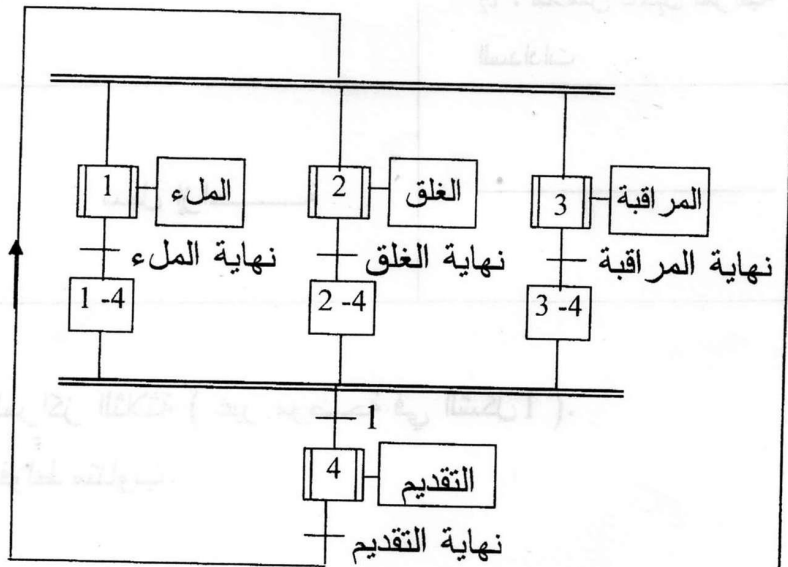 1 الملء
2 الغلق
3 المراقبة
نهاية الملء
نهاية الغلق
نهاية المراقبة
1 -4
2 -4
3 -4
1
4 التقديم
نهاية التقديم